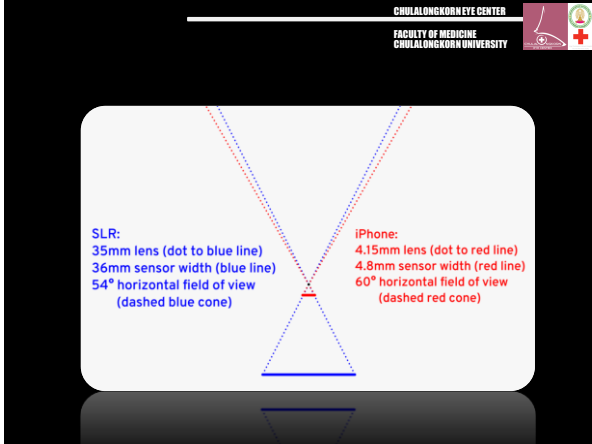 CHULALONGKORN EYE CENTER
FACULTY OF MEDICINE
CHULALONGKORN UNIVERSITY
SLR:
35mm lens (dot to blue line)
36mm sensor width (blue line)
54° horizontal field of view
(dashed blue cone)
iPhone:
4.15mm lens (dot to red line)
4.8mm sensor width (red line)
60° horizontal field of view
(dashed red cone)